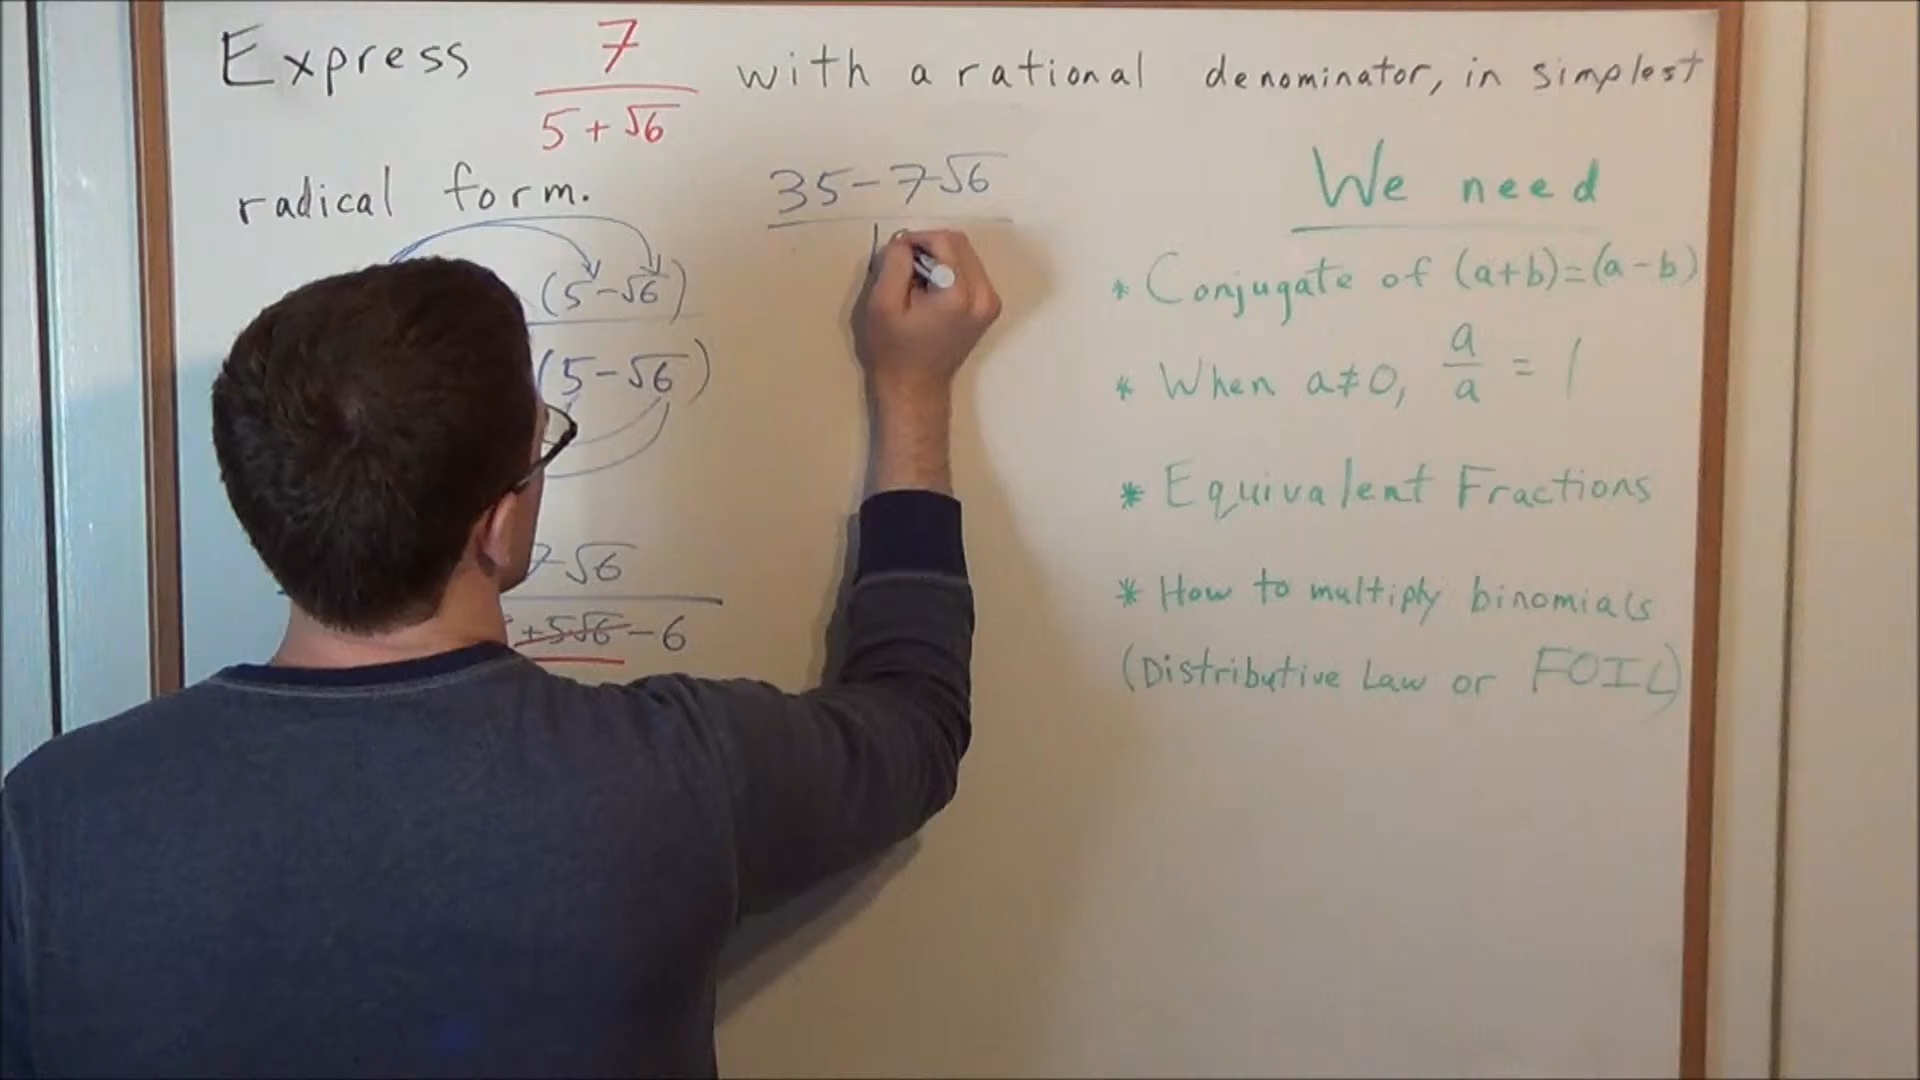 Express 7 / 5 + √6 with a rational denominator, in simplest
radical form.
35 - 7√6
(5 - √6)
(5 - √6)
7√6
+5√6 - 6
We need
* Conjugate of (a+b) = (a-b)
* When a≠0, a/a = 1
* Equivalent Fractions
* How to multiply binomials
(Distributive Law or FOIL)